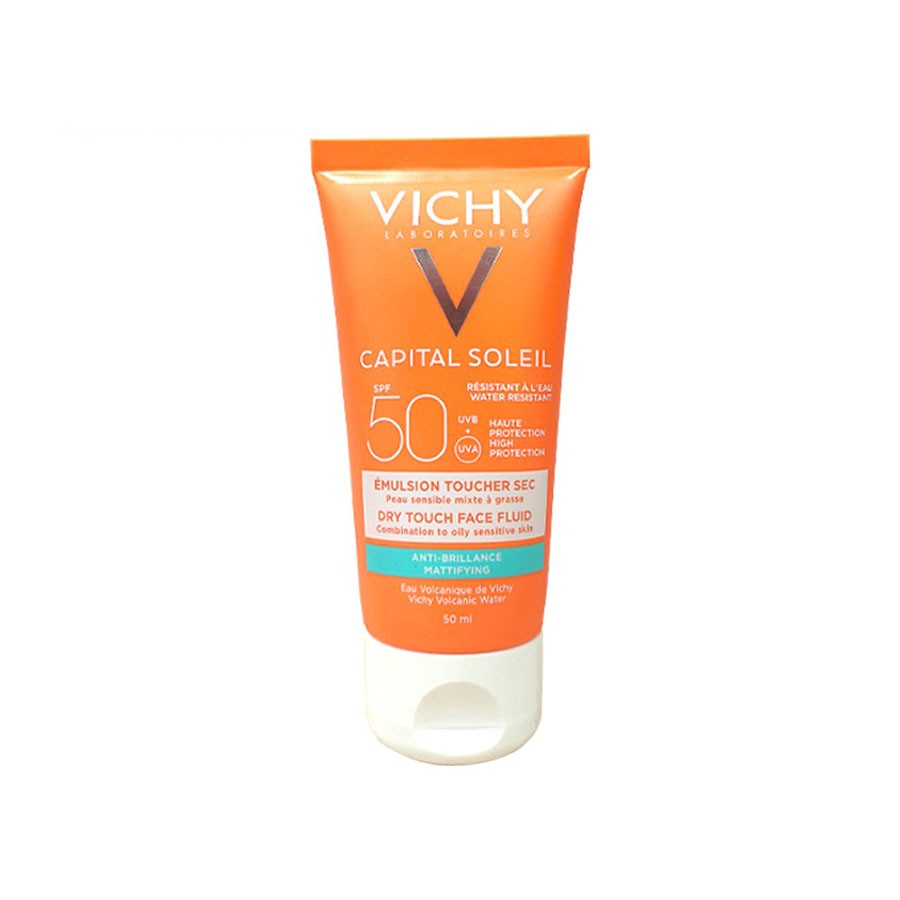 VICHY
LABORATOIRES
CAPITAL SOLEIL
RÉSISTANT À L'EAU
WATER RESISTANT
SPF
50
UVB
+
UVA
HAUTE
PROTECTION
HIGH
PROTECTION
ÉMULSION TOUCHER SEC
Peau sensible mixte à grasse
DRY TOUCH FACE FLUID
Combination to oily sensitive skin
ANTI-BRILLANCE
MATTIFYING
Eau Volcanique de Vichy
Vichy Volcanic Water
50 ml